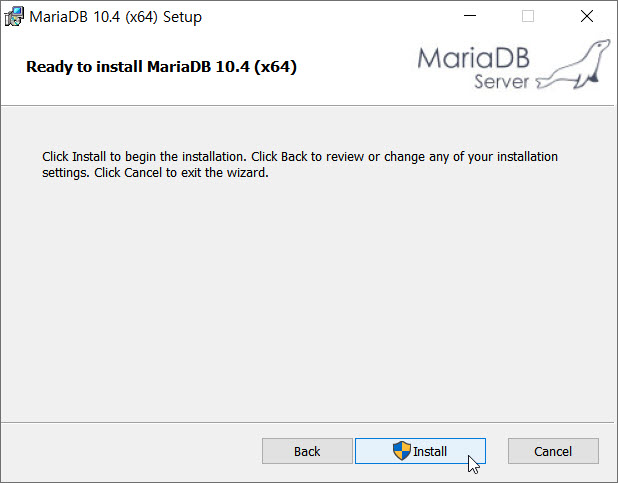 MariaDB 10.4 (x64) Setup
Ready to install MariaDB 10.4 (x64)
MariaDB
Server
Click Install to begin the installation. Click Back to review or change any of your installation
settings. Click Cancel to exit the wizard.
Back
Install
Cancel